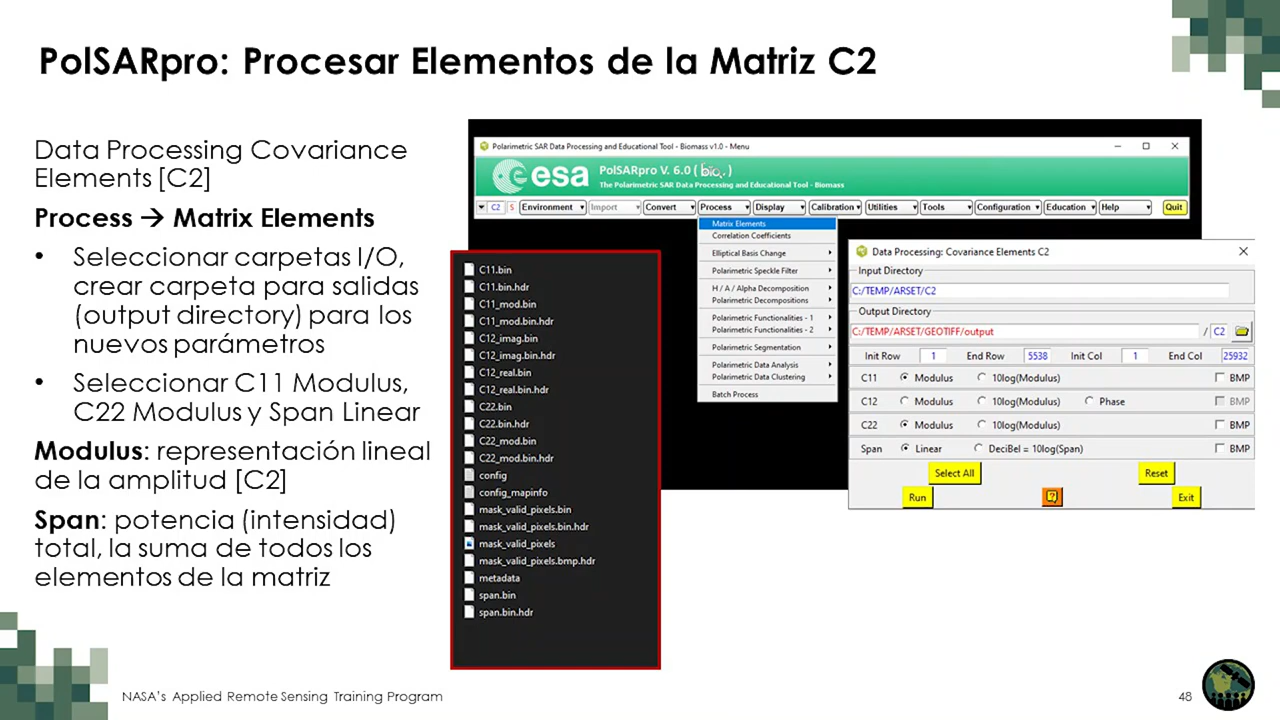 PolSARpro: Procesar Elementos de la Matriz C2
Data Processing Covariance
Elements [C2]
Process → Matrix Elements
• Seleccionar carpetas I/O,
crear carpeta para salidas
(output directory) para los
nuevos parámetros
• Seleccionar C11 Modulus,
C22 Modulus y Span Linear
Modulus: representación lineal
de la amplitud [C2]
Span: potencia (intensidad)
total, la suma de todos los
elementos de la matriz
Polarimetric SAR Data Processing and Educational Tool - Biomass v1.0 - Menu
esa
PolSARpro V. 6.0 ( bio. )
The Polarimetric SAR Data Processing and Educational Tool - Biomass
C2 S Environment Import Convert Process Display Calibration Utilities Tools Configuration Education Help Quit
Matrix Elements
Correlation Coefficients
Elliptical Basis Change
Polarimetric Speckle Filter
H / A / Alpha Decomposition
Polarimetric Decompositions
Polarimetric Functionalities - 1
Polarimetric Functionalities - 2
Polarimetric Segmentation
Polarimetric Data Analysis
Polarimetric Data Clustering
Batch Process
C11.bin
C11.bin.hdr
C11_mod.bin
C11_mod.bin.hdr
C12_imag.bin
C12_imag.bin.hdr
C12_real.bin
C12_real.bin.hdr
C22.bin
C22.bin.hdr
C22_mod.bin
C22_mod.bin.hdr
config
config_mapinfo
mask_valid_pixels.bin
mask_valid_pixels.bin.hdr
mask_valid_pixels
mask_valid_pixels.bmp.hdr
metadata
span.bin
span.bin.hdr
Data Processing: Covariance Elements C2
Input Directory
C:/TEMP/ARSET/C2
Output Directory
C:/TEMP/ARSET/GEOTIFF/output / C2
Init Row 1 End Row 5538 Init Col 1 End Col 25932
C11 Modulus 10log(Modulus) BMP
C12 Modulus 10log(Modulus) Phase BMP
C22 Modulus 10log(Modulus) BMP
Span Linear DeciBel = 10log(Span) BMP
Select All Reset
Run ? Exit
NASA's Applied Remote Sensing Training Program
48